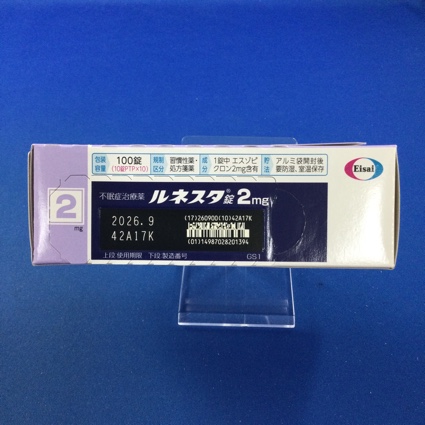 包装容量 100錠 (10錠PTP×10) 規制区分 習慣性薬・処方箋薬 成分 1錠中 エスゾピクロン2mg含有 貯法 アルミ袋開封後要防湿、室温保存
Eisai
不眠症治療薬 ルネスタ®錠2mg
2
mg
2026.9
42A17K
(17)260900(10)42A17K
(01)14987028201394
上段 使用期限 下段 製造番号
GS1